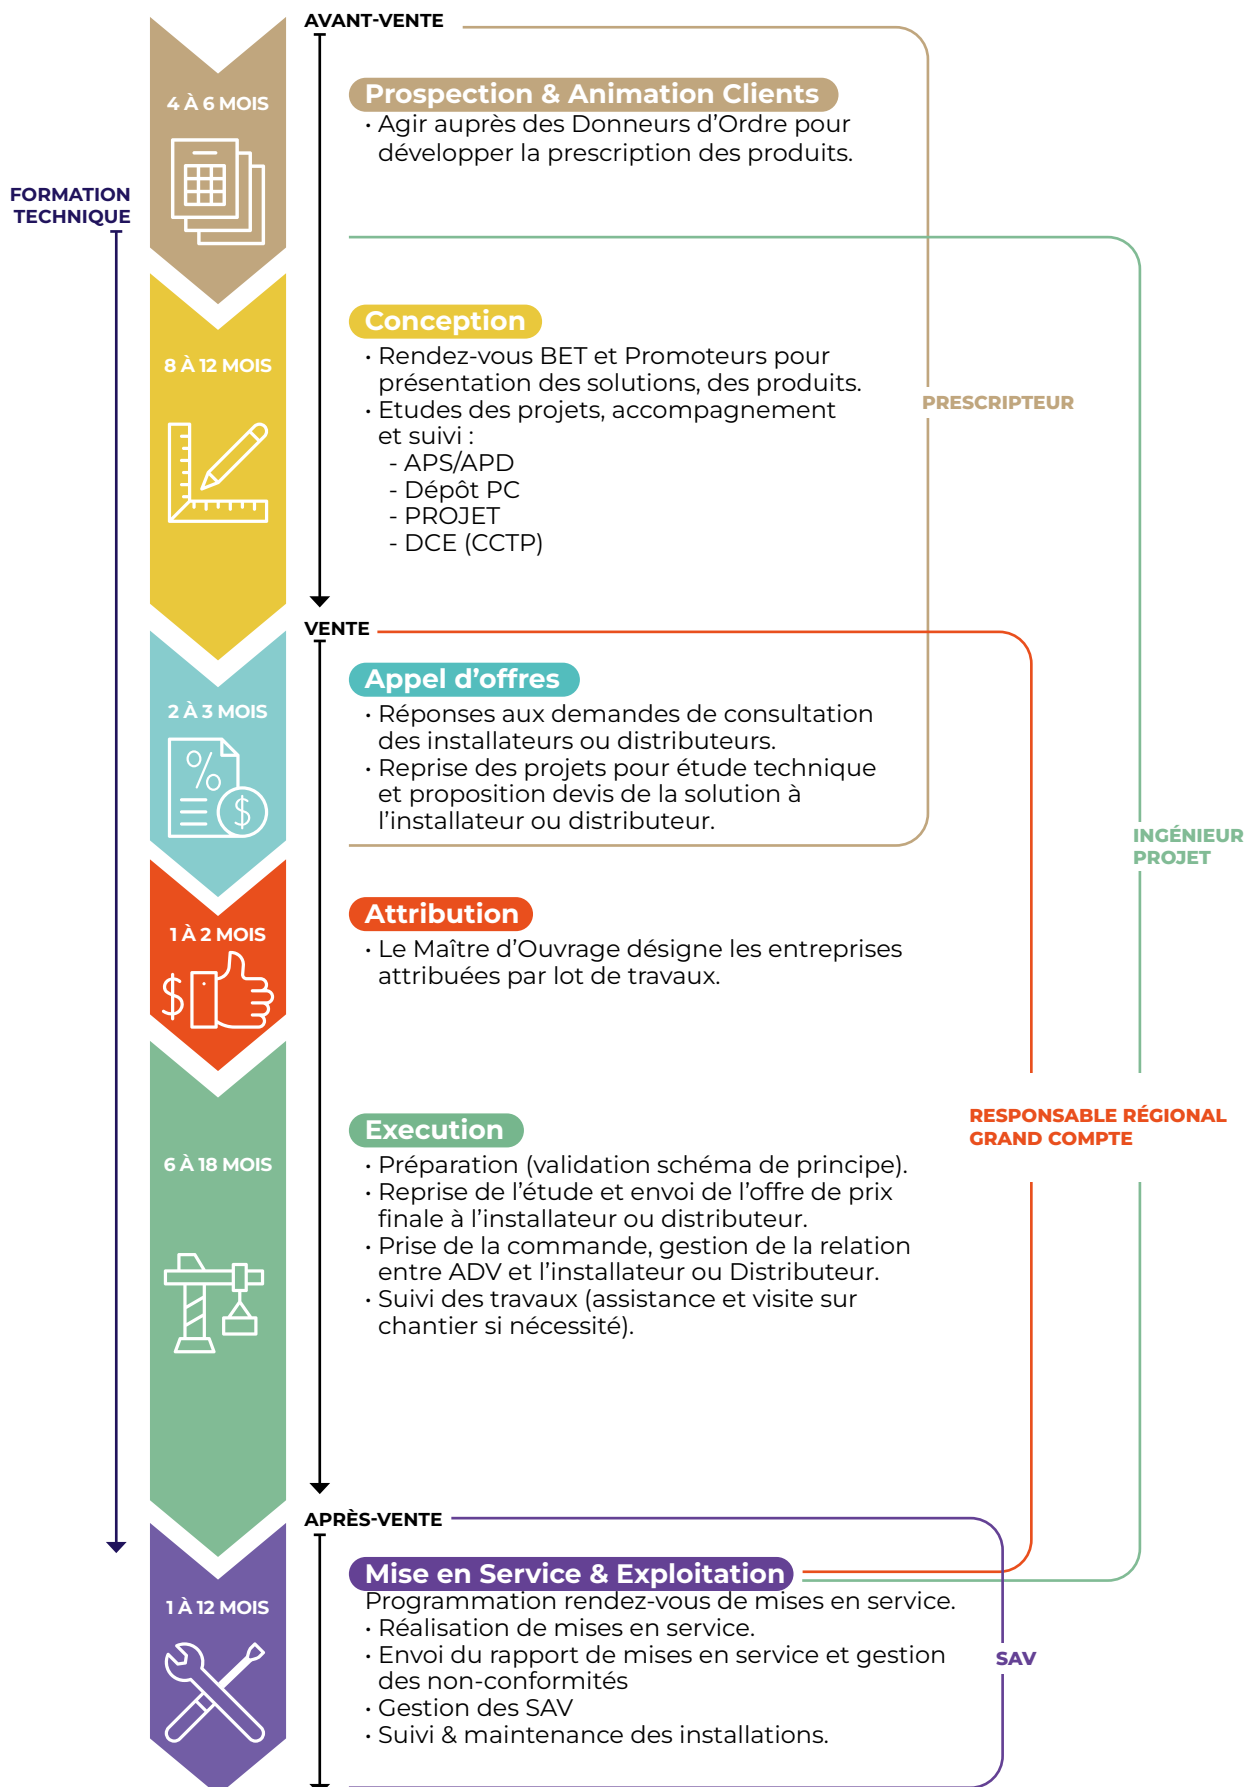 AVANT-VENTE
4 À 6 MOIS
Prospection & Animation Clients
· Agir auprès des Donneurs d’Ordre pour
développer la prescription des produits.
FORMATION
TECHNIQUE
8 À 12 MOIS
Conception
· Rendez-vous BET et Promoteurs pour
présentation des solutions, des produits.
· Etudes des projets, accompagnement
et suivi :
- APS/APD
- Dépôt PC
- PROJET
- DCE (CCTP)
PRESCRIPTEUR
VENTE
2 À 3 MOIS
Appel d’offres
· Réponses aux demandes de consultation
des installateurs ou distributeurs.
· Reprise des projets pour étude technique
et proposition devis de la solution à
l’installateur ou distributeur.
%
$
INGÉNIEUR
PROJET
1 À 2 MOIS
$
Attribution
· Le Maître d’Ouvrage désigne les entreprises
attribuées par lot de travaux.
RESPONSABLE RÉGIONAL
GRAND COMPTE
6 À 18 MOIS
Execution
· Préparation (validation schéma de principe).
· Reprise de l’étude et envoi de l’offre de prix
finale à l’installateur ou distributeur.
· Prise de la commande, gestion de la relation
entre ADV et l’installateur ou Distributeur.
· Suivi des travaux (assistance et visite sur
chantier si nécessité).
APRÈS-VENTE
1 À 12 MOIS
Mise en Service & Exploitation
Programmation rendez-vous de mises en service.
· Réalisation de mises en service.
· Envoi du rapport de mises en service et gestion
des non-conformités
· Gestion des SAV
· Suivi & maintenance des installations.
SAV